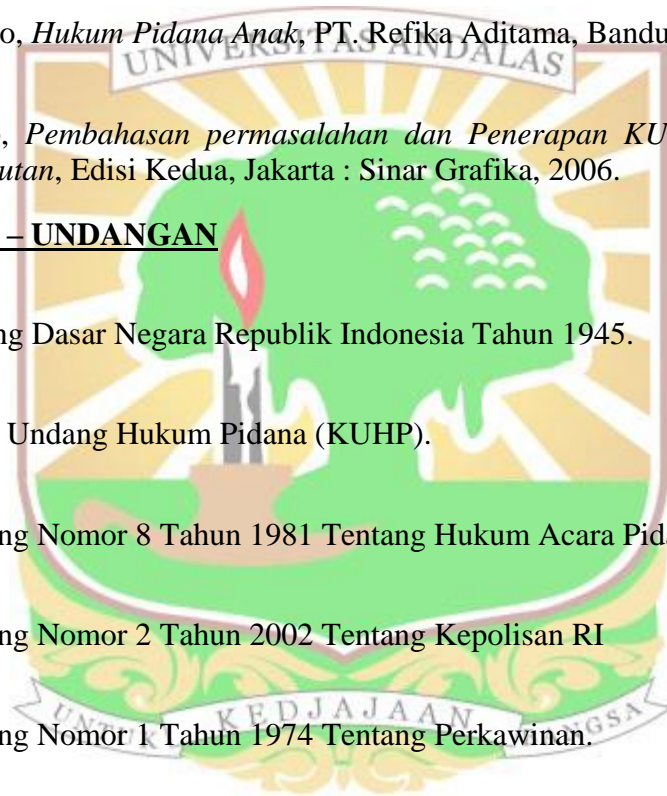 o, Hukum Pidana Anak, PT. Refika Aditama, Bandu
UNIVERSITAS ANDALAS
, Pembahasan permasalahan dan Penerapan KU
utan, Edisi Kedua, Jakarta : Sinar Grafika, 2006.
– UNDANGAN
ng Dasar Negara Republik Indonesia Tahun 1945.
Undang Hukum Pidana (KUHP).
ng Nomor 8 Tahun 1981 Tentang Hukum Acara Pida
ng Nomor 2 Tahun 2002 Tentang Kepolisan RI
UNTUK KEDJAJAAN BANGSA
ng Nomor 1 Tahun 1974 Tentang Perkawinan.